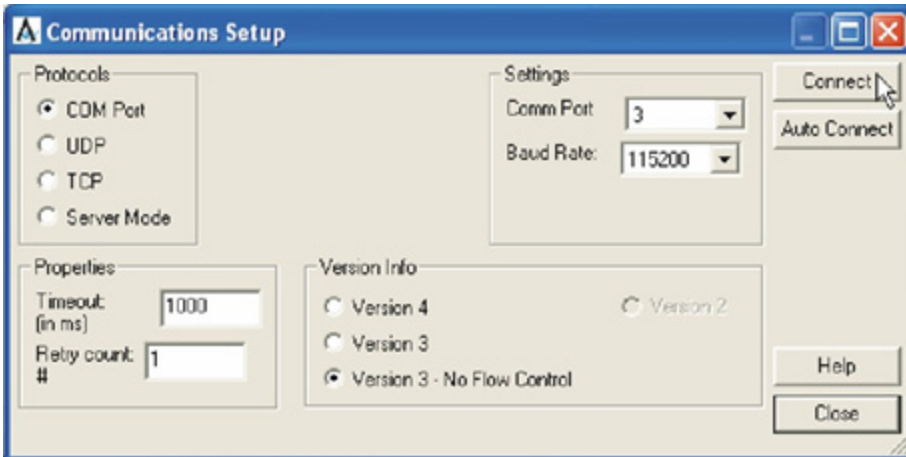 Communications Setup
Protocols
COM Port
UDP
TCP
Server Mode
Settings
Comm Port
3
Baud Rate:
115200
Connect
Auto Connect
Properties
Timeout:
(in ms)
1000
Retry count:
#
1
Version Info
Version 4
Version 2
Version 3
Version 3 - No Flow Control
Help
Close